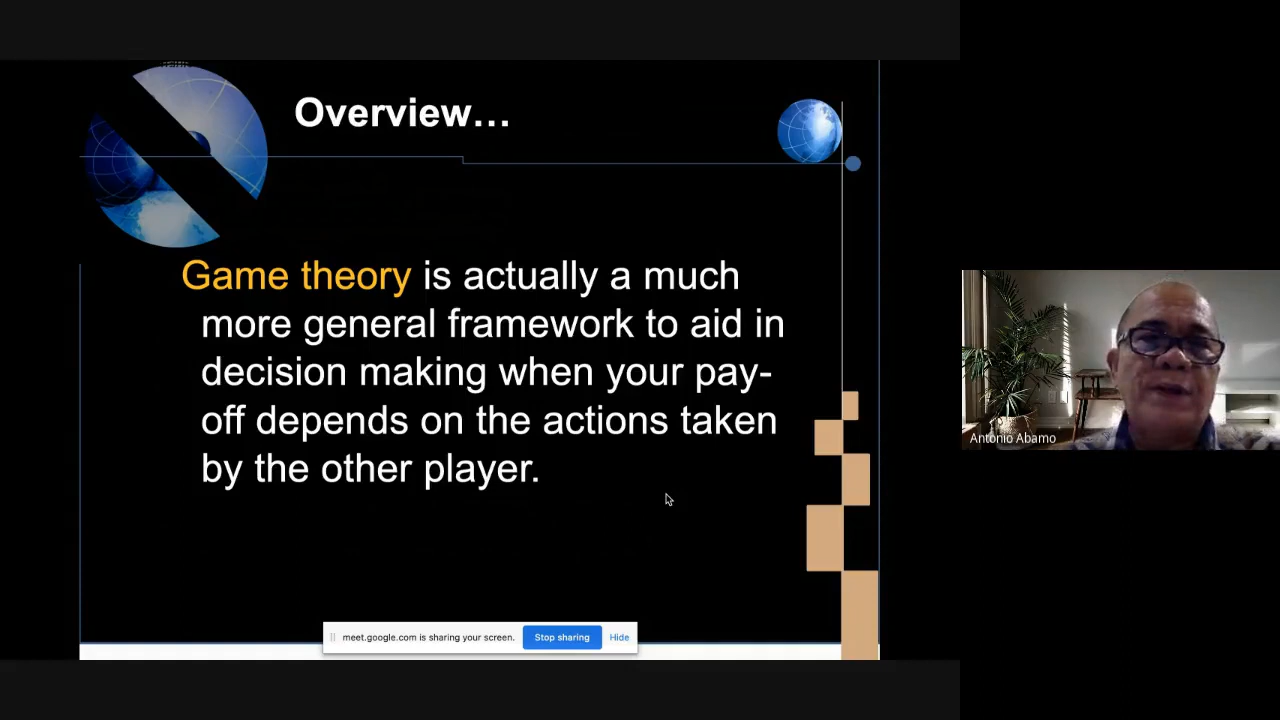 Overview...
Game theory is actually a much
more general framework to aid in
decision making when your pay-
off depends on the actions taken
by the other player.
meet.google.com is sharing your screen. Stop sharing Hide
Antonio Abamo